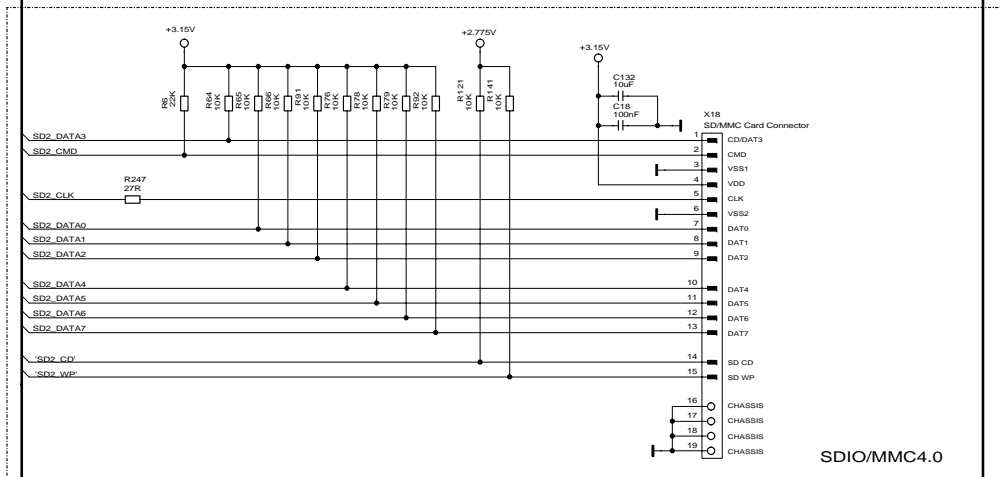 +3.15V
+2.775V
+3.15V
R6 22K
R64 10K
R65 10K
R66 10K
R91 10K
R76 10K
R78 10K
R79 10K
R92 10K
R121 10K
R141 10K
C132
10uF
C18
100nF
X18
SD/MMC Card Connector
SD2_DATA3 1 CD/DAT3
SD2_CMD 2 CMD
3 VSS1
4 VDD
R247
27R
SD2_CLK 5 CLK
6 VSS2
SD2_DATA0 7 DAT0
SD2_DATA1 8 DAT1
SD2_DATA2 9 DAT2
SD2_DATA4 10 DAT4
SD2_DATA5 11 DAT5
SD2_DATA6 12 DAT6
SD2_DATA7 13 DAT7
'SD2_CD' 14 SD CD
'SD2_WP' 15 SD WP
16 CHASSIS
17 CHASSIS
18 CHASSIS
19 CHASSIS
SDIO/MMC4.0